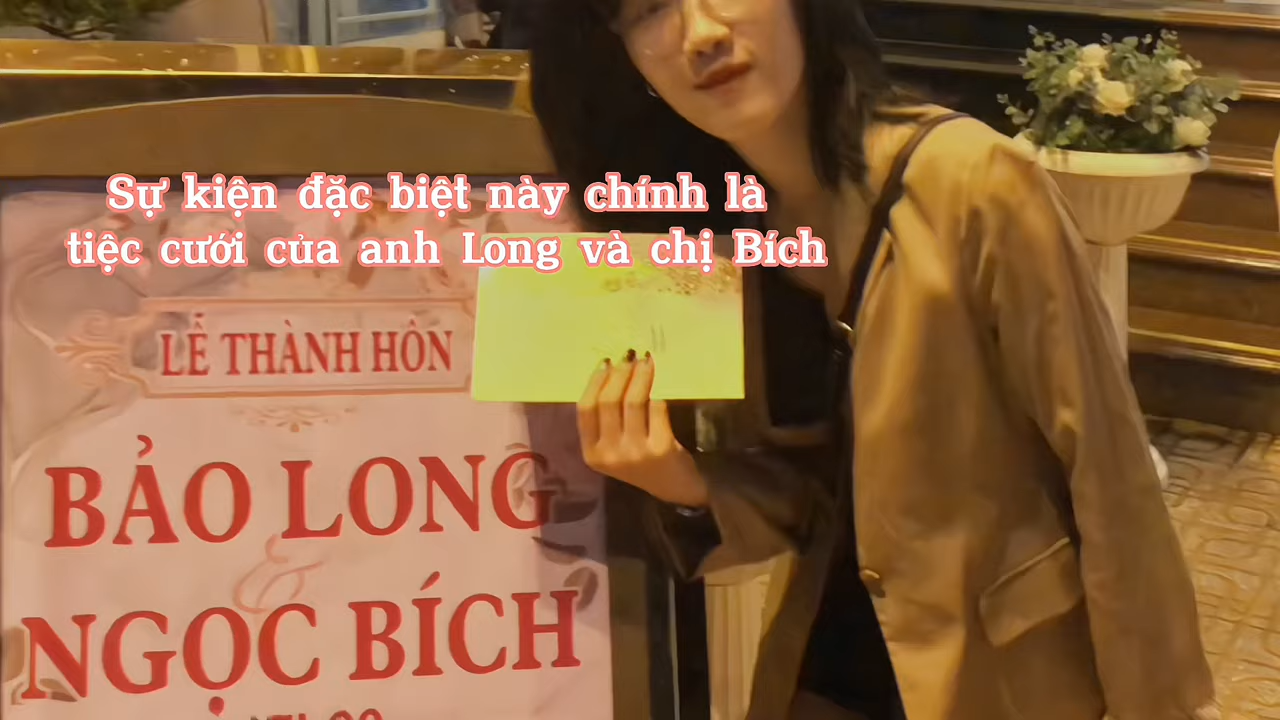 Sự kiện đặc biệt này chính là
tiệc cưới của anh Long và chị Bích
LỄ THÀNH HÔN
BẢO LONG
&
NGỌC BÍCH